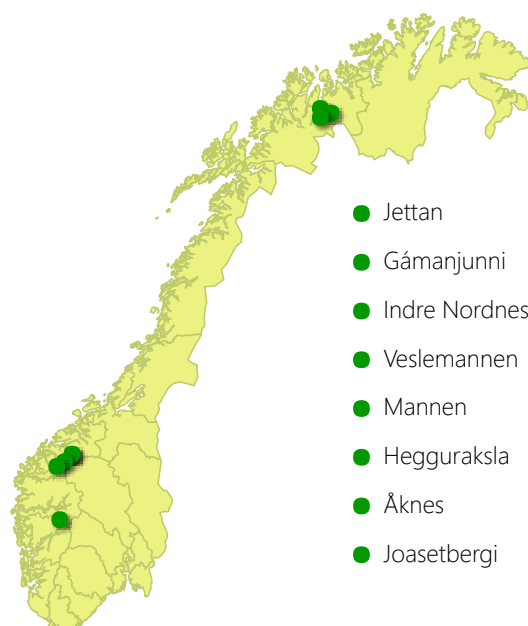 Jettan
Gámanjunni
Indre Nordnes
Veslemannen
Mannen
Hegguraksla
Åknes
Joasetbergi